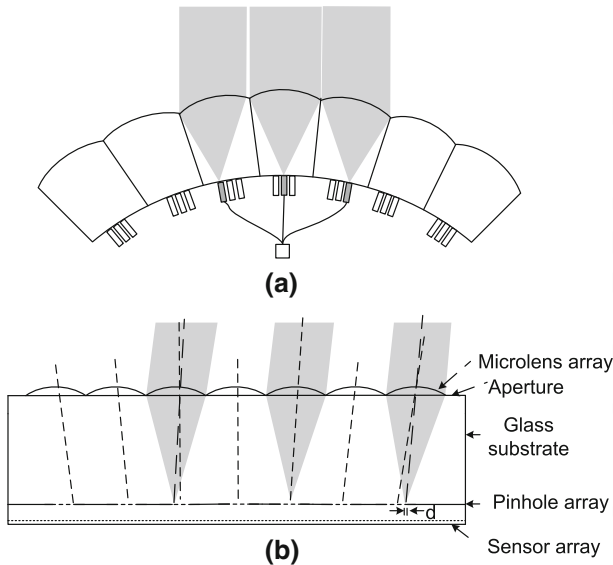 (a)
Microlens array
Aperture
Glass
substrate
Pinhole array
d
Sensor array
(b)